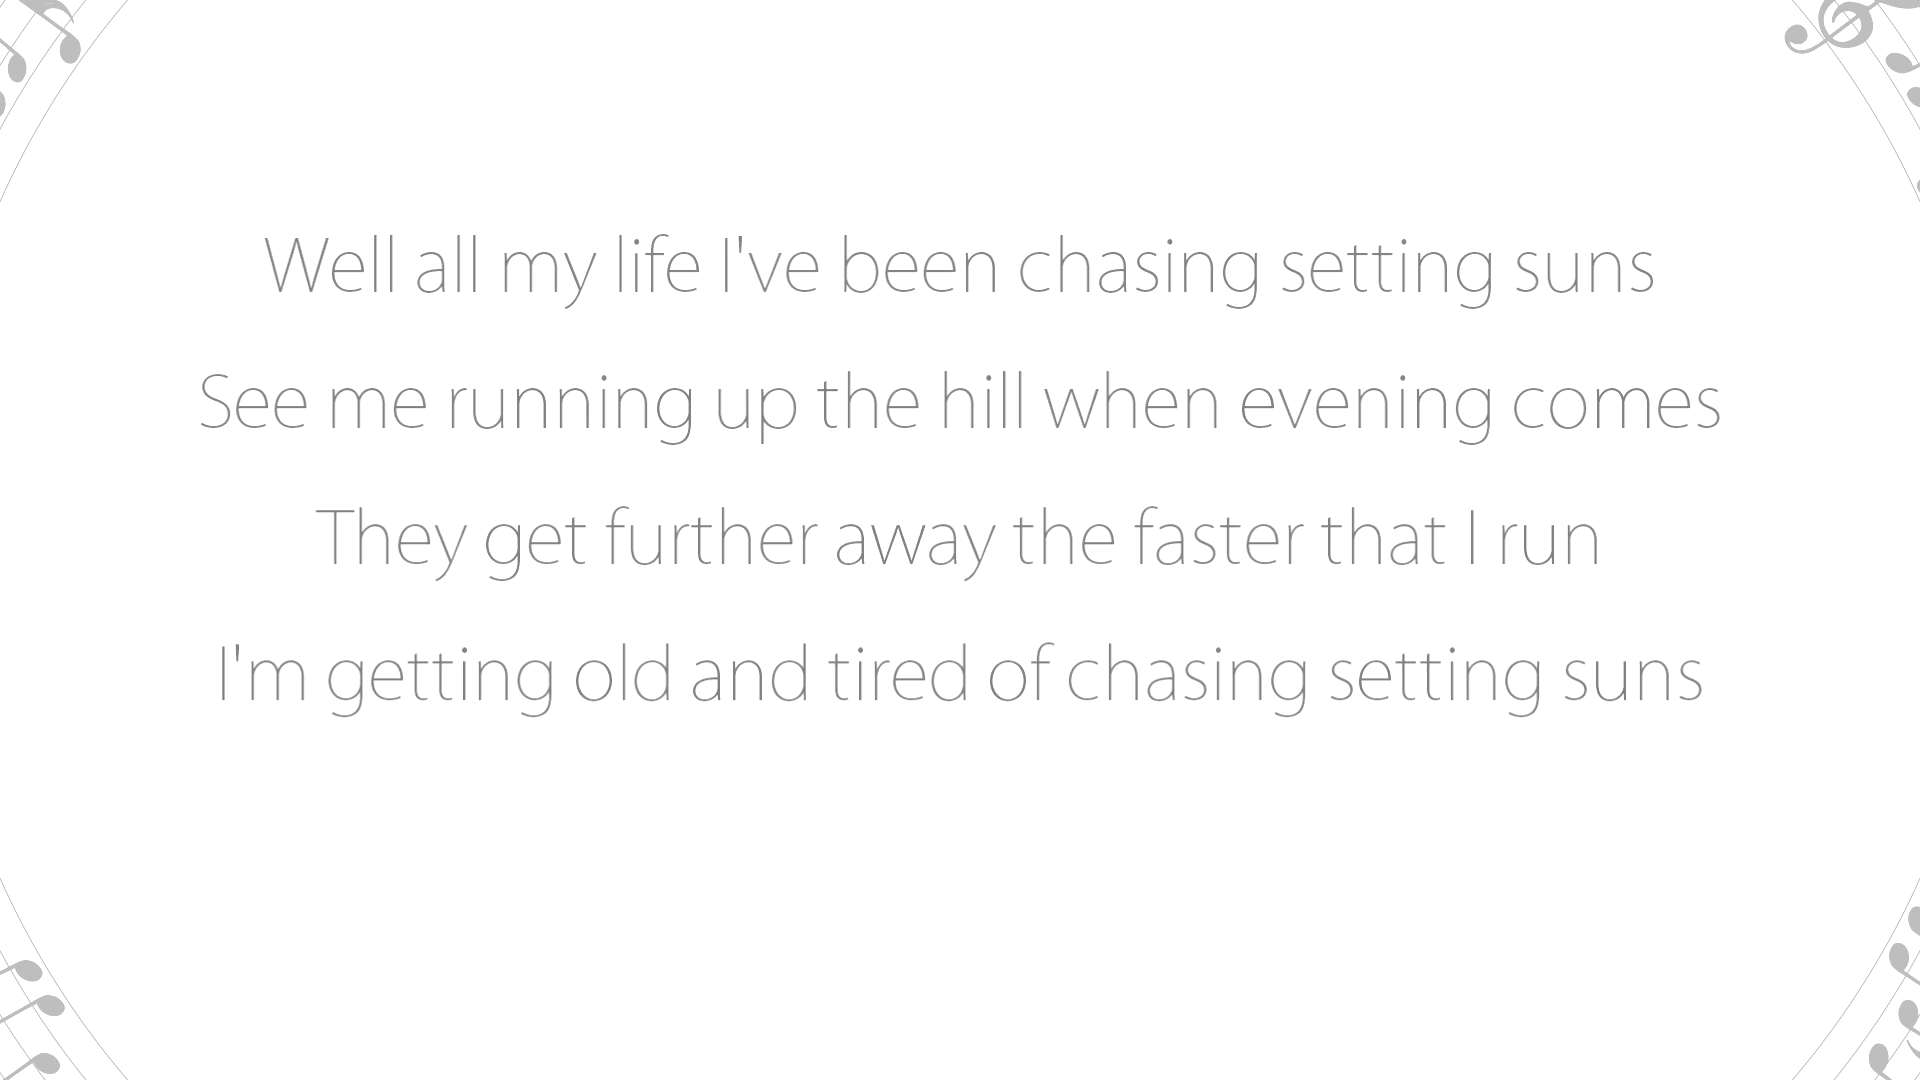 Well all my life I've been chasing setting suns
See me running up the hill when evening comes
They get further away the faster that I run
I'm getting old and tired of chasing setting suns